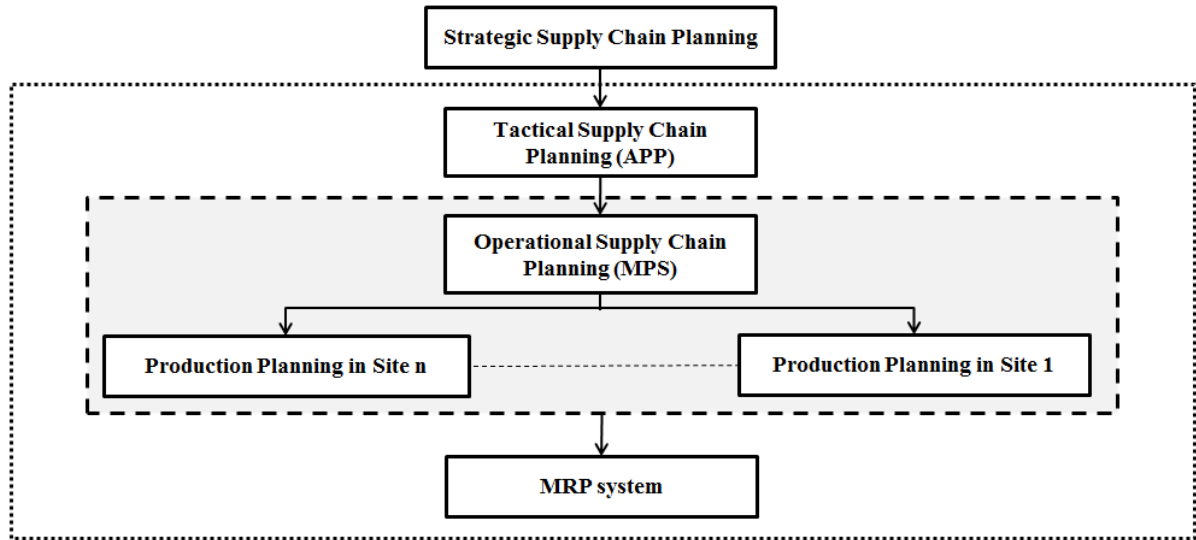 Strategic Supply Chain Planning
Tactical Supply Chain
Planning (APP)
Operational Supply Chain
Planning (MPS)
Production Planning in Site n
Production Planning in Site 1
MRP system